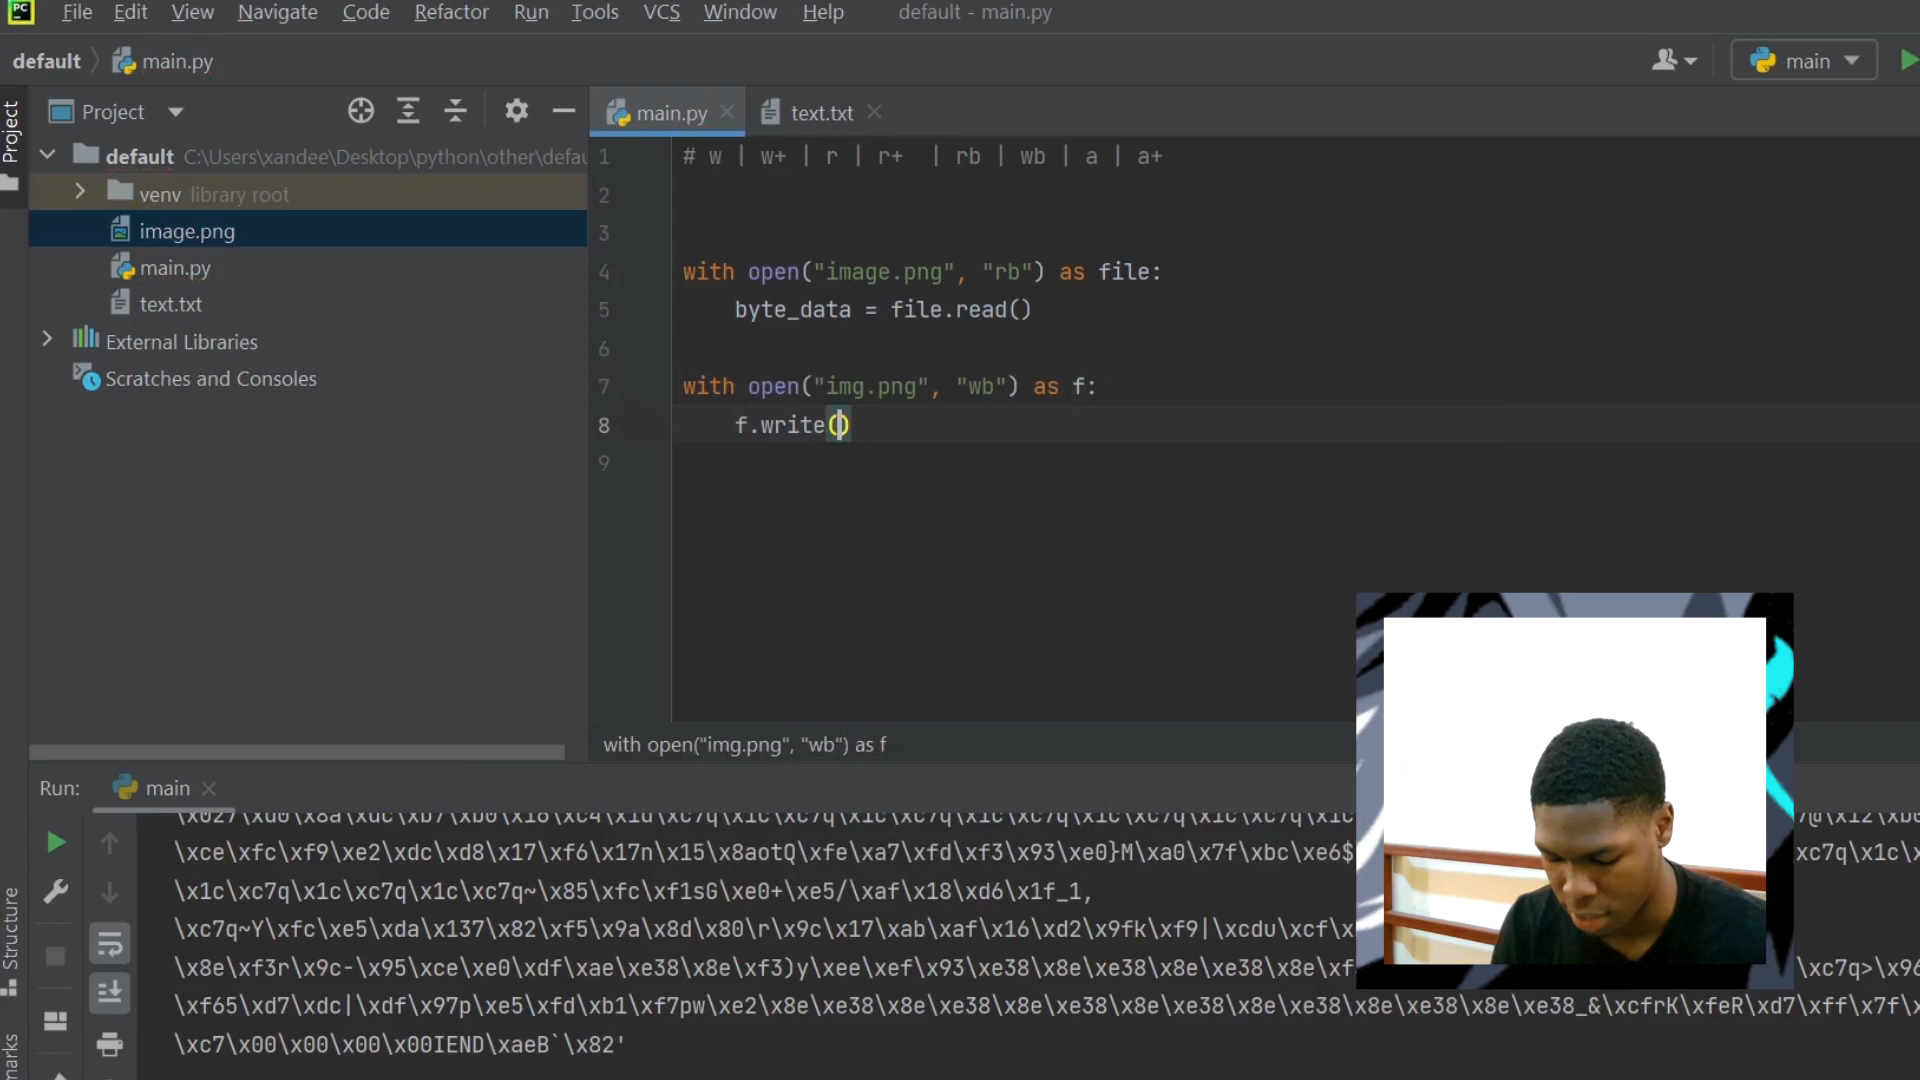 PC File Edit View Navigate Code Refactor Run Tools VCS Window Help default - main.py
default main.py main
Project main.py text.txt
Project
default C:\Users\xandee\Desktop\python\other\defau
venv library root
image.png
main.py
text.txt
External Libraries
Scratches and Consoles
1 # w | w+ | r | r+ | rb | wb | a | a+
2
3
4 with open("image.png", "rb") as file:
5 byte_data = file.read()
6
7 with open("img.png", "wb") as f:
8 f.write()
9
with open("img.png", "wb") as f
Run: main
\xce\xfc\xf9\xe2\xdc\xd8\x17\xf6\x17n\x15\x8aotQ\xfe\xa7\xfd\xf3\x93\xe0}M\xa0\x7f\xbc\xe6$ xc7q\x1c\x
\x1c\xc7q\x1c\xc7q\x1c\xc7q~\x85\xfc\xf1sG\xe0+\xe5/\xaf\x18\xd6\x1f_1,
\xc7q~Y\xfc\xe5\xda\x137\x82\xf5\x9a\x8d\x80\r\x9c\x17\xab\xaf\x16\xd2\x9fk\xf9|\xcdu\xcf\x
\x8e\xf3r\x9c-\x95\xce\xe0\xdf\xae\xe38\x8e\xf3)y\xee\xef\x93\xe38\x8e\xe38\x8e\xe38\x8e\xf \xc7q>\x96
\xf65\xd7\xdc|\xdf\x97p\xe5\xfd\xb1\xf7pw\xe2\x8e\xe38\x8e\xe38\x8e\xe38\x8e\xe38\x8e\xe38\x8e\xe38_&\xcfrK\xfeR\xd7\xff\x7f\x
\xc7\x00\x00\x00\x00IEND\xaeB`\x82'
Structure
marks